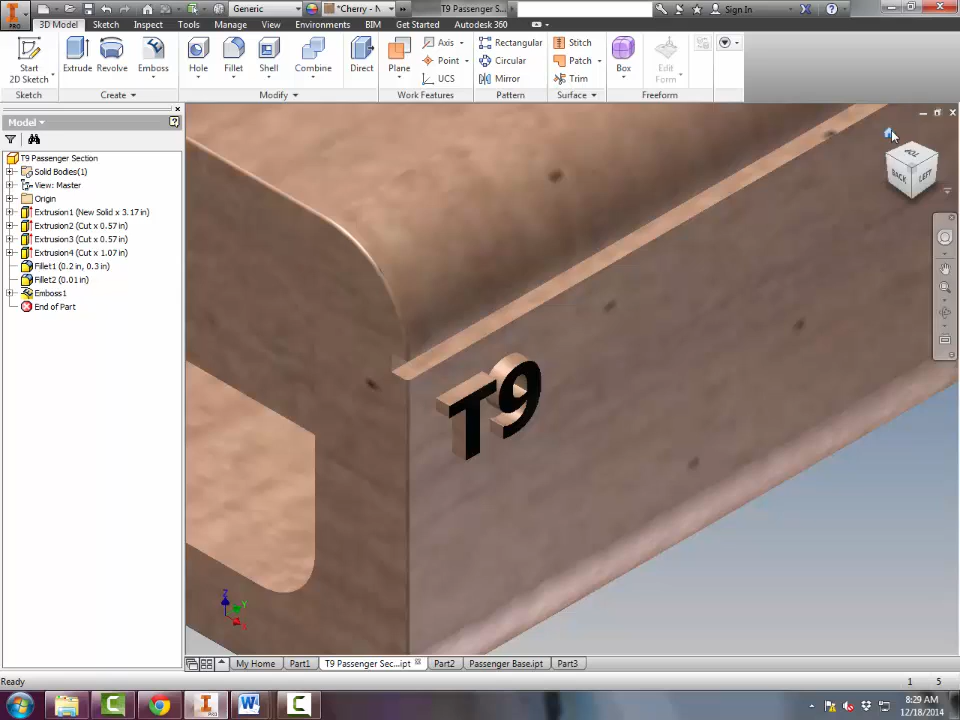 Generic
*Cherry - N
T9 Passenger S...
Sign In
PRO
3D Model
Sketch
Inspect
Tools
Manage
View
Environments
BIM
Get Started
Autodesk 360
Start
2D Sketch
Extrude
Revolve
Emboss
Hole
Fillet
Shell
Combine
Direct
Plane
Axis
Point
UCS
Rectangular
Circular
Mirror
Stitch
Patch
Trim
Box
Edit
Form
Sketch
Create
Modify
Work Features
Pattern
Surface
Freeform
Model
T9 Passenger Section
Solid Bodies(1)
View: Master
Origin
Extrusion1 (New Solid x 3.17 in)
Extrusion2 (Cut x 0.57 in)
Extrusion3 (Cut x 0.57 in)
Extrusion4 (Cut x 1.07 in)
Fillet1 (0.2 in, 0.3 in)
Fillet2 (0.01 in)
Emboss1
End of Part
TOP
BACK
LEFT
T9
Z
Y
X
My Home
Part1
T9 Passenger Sec...ipt
Part2
Passenger Base.ipt
Part3
Ready
1
5
PRO
8:29 AM
12/18/2014